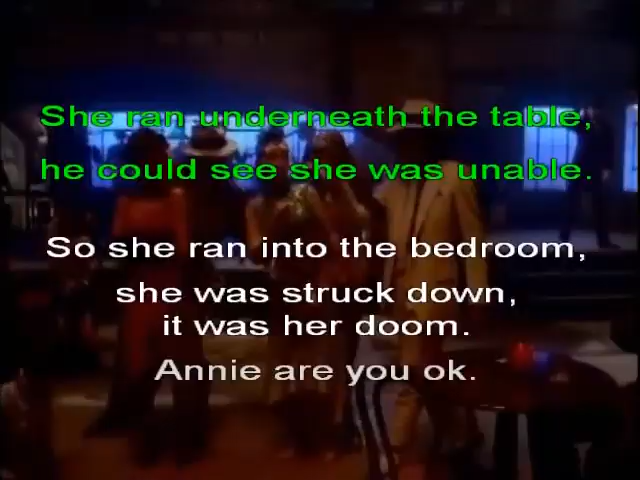 She ran underneath the table,
he could see she was unable.
So she ran into the bedroom,
she was struck down,
it was her doom.
Annie are you ok.